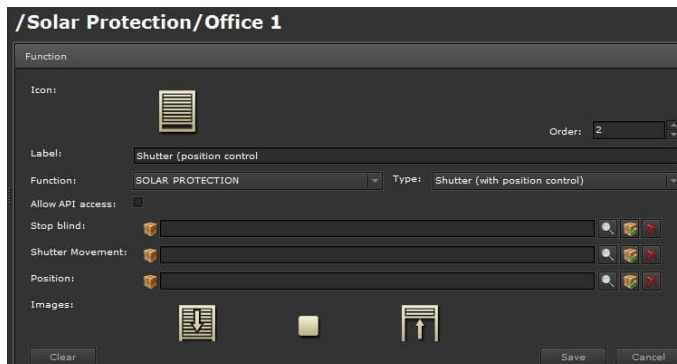 /Solar Protection/Office 1
Function
Icon:
Order: 2
Label: Shutter (position control
Function: SOLAR PROTECTION Type: Shutter (with position control)
Allow API access:
Stop blind:
Shutter Movement:
Position:
Images:
Clear Save Cancel